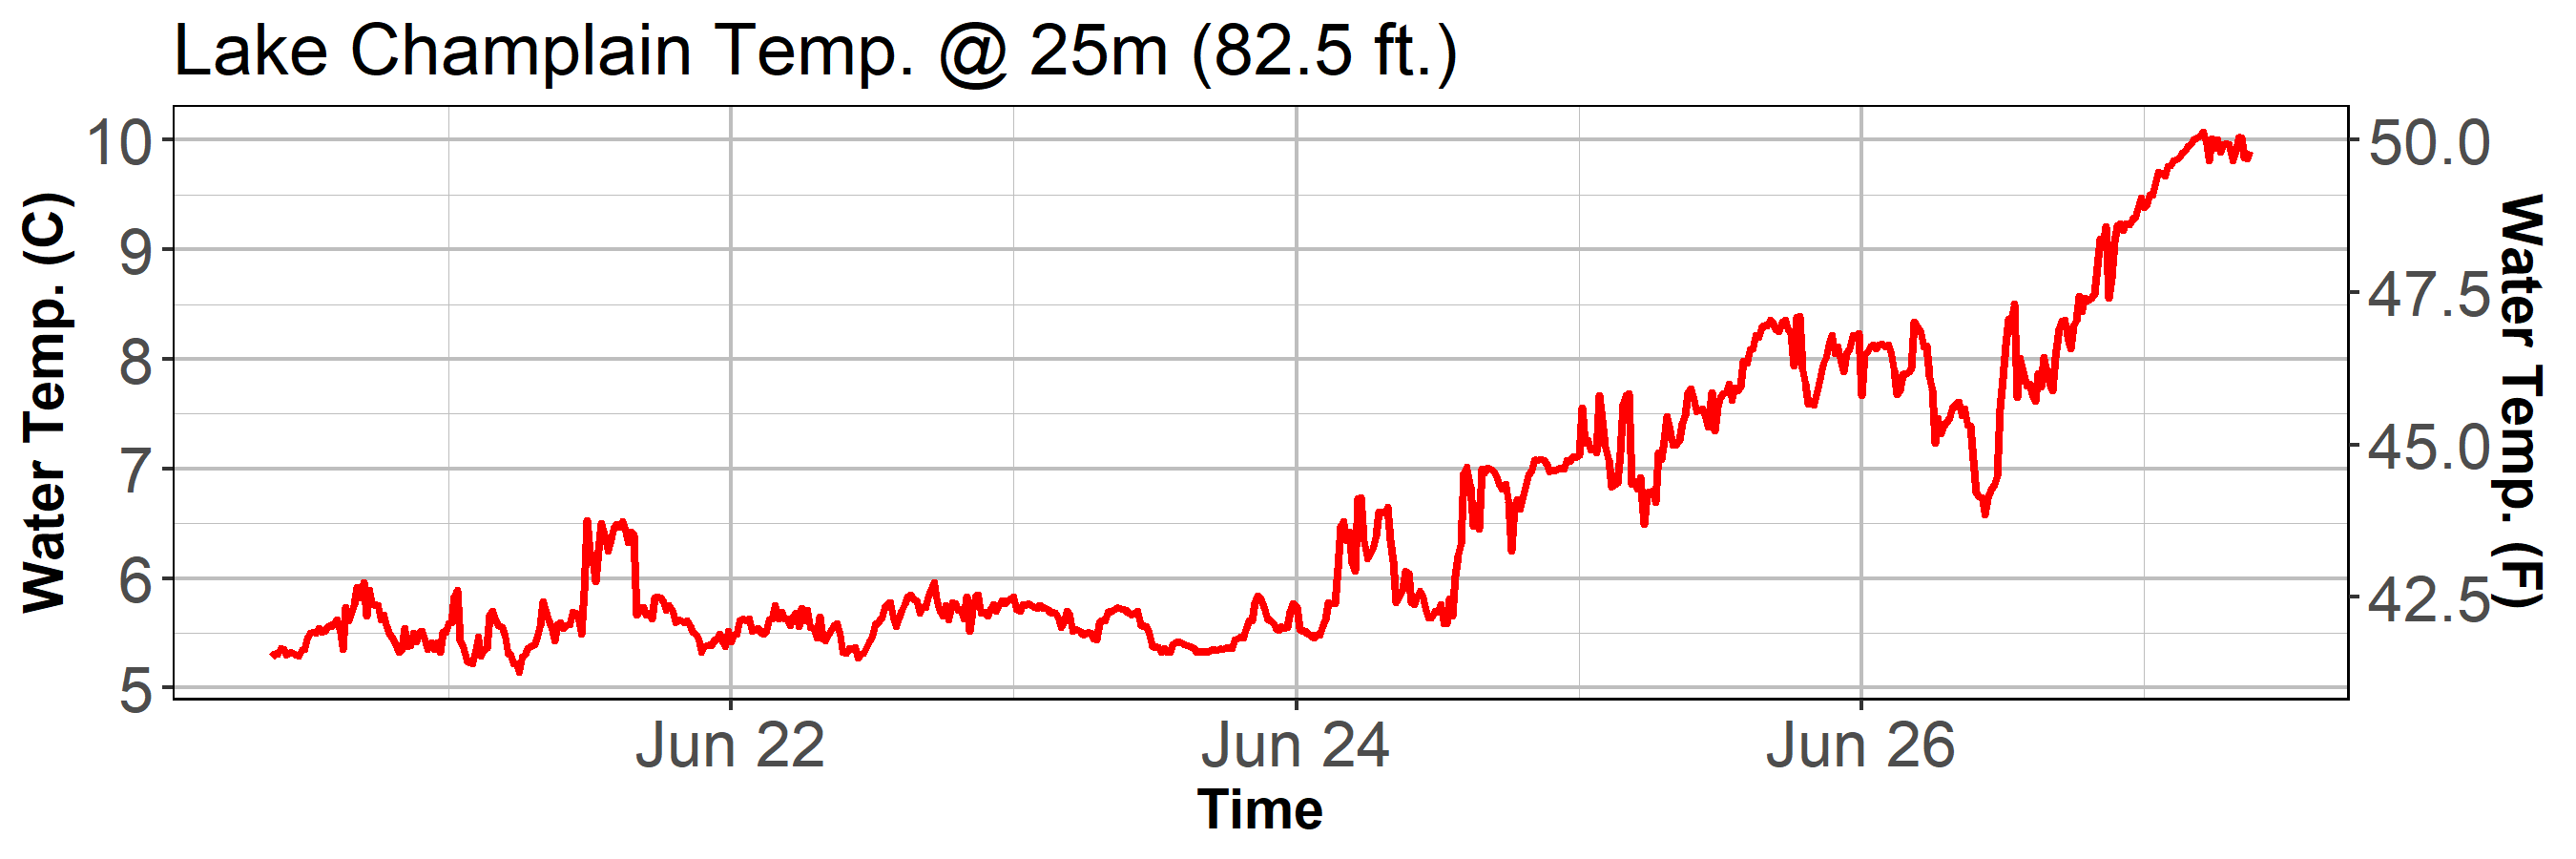 Lake Champlain Temp. @ 25m (82.5 ft.)
Water Temp. (C)
10
9
8
7
6
5
50.0
47.5
45.0
42.5
Water Temp. (F)
Jun 22
Jun 24
Jun 26
Time